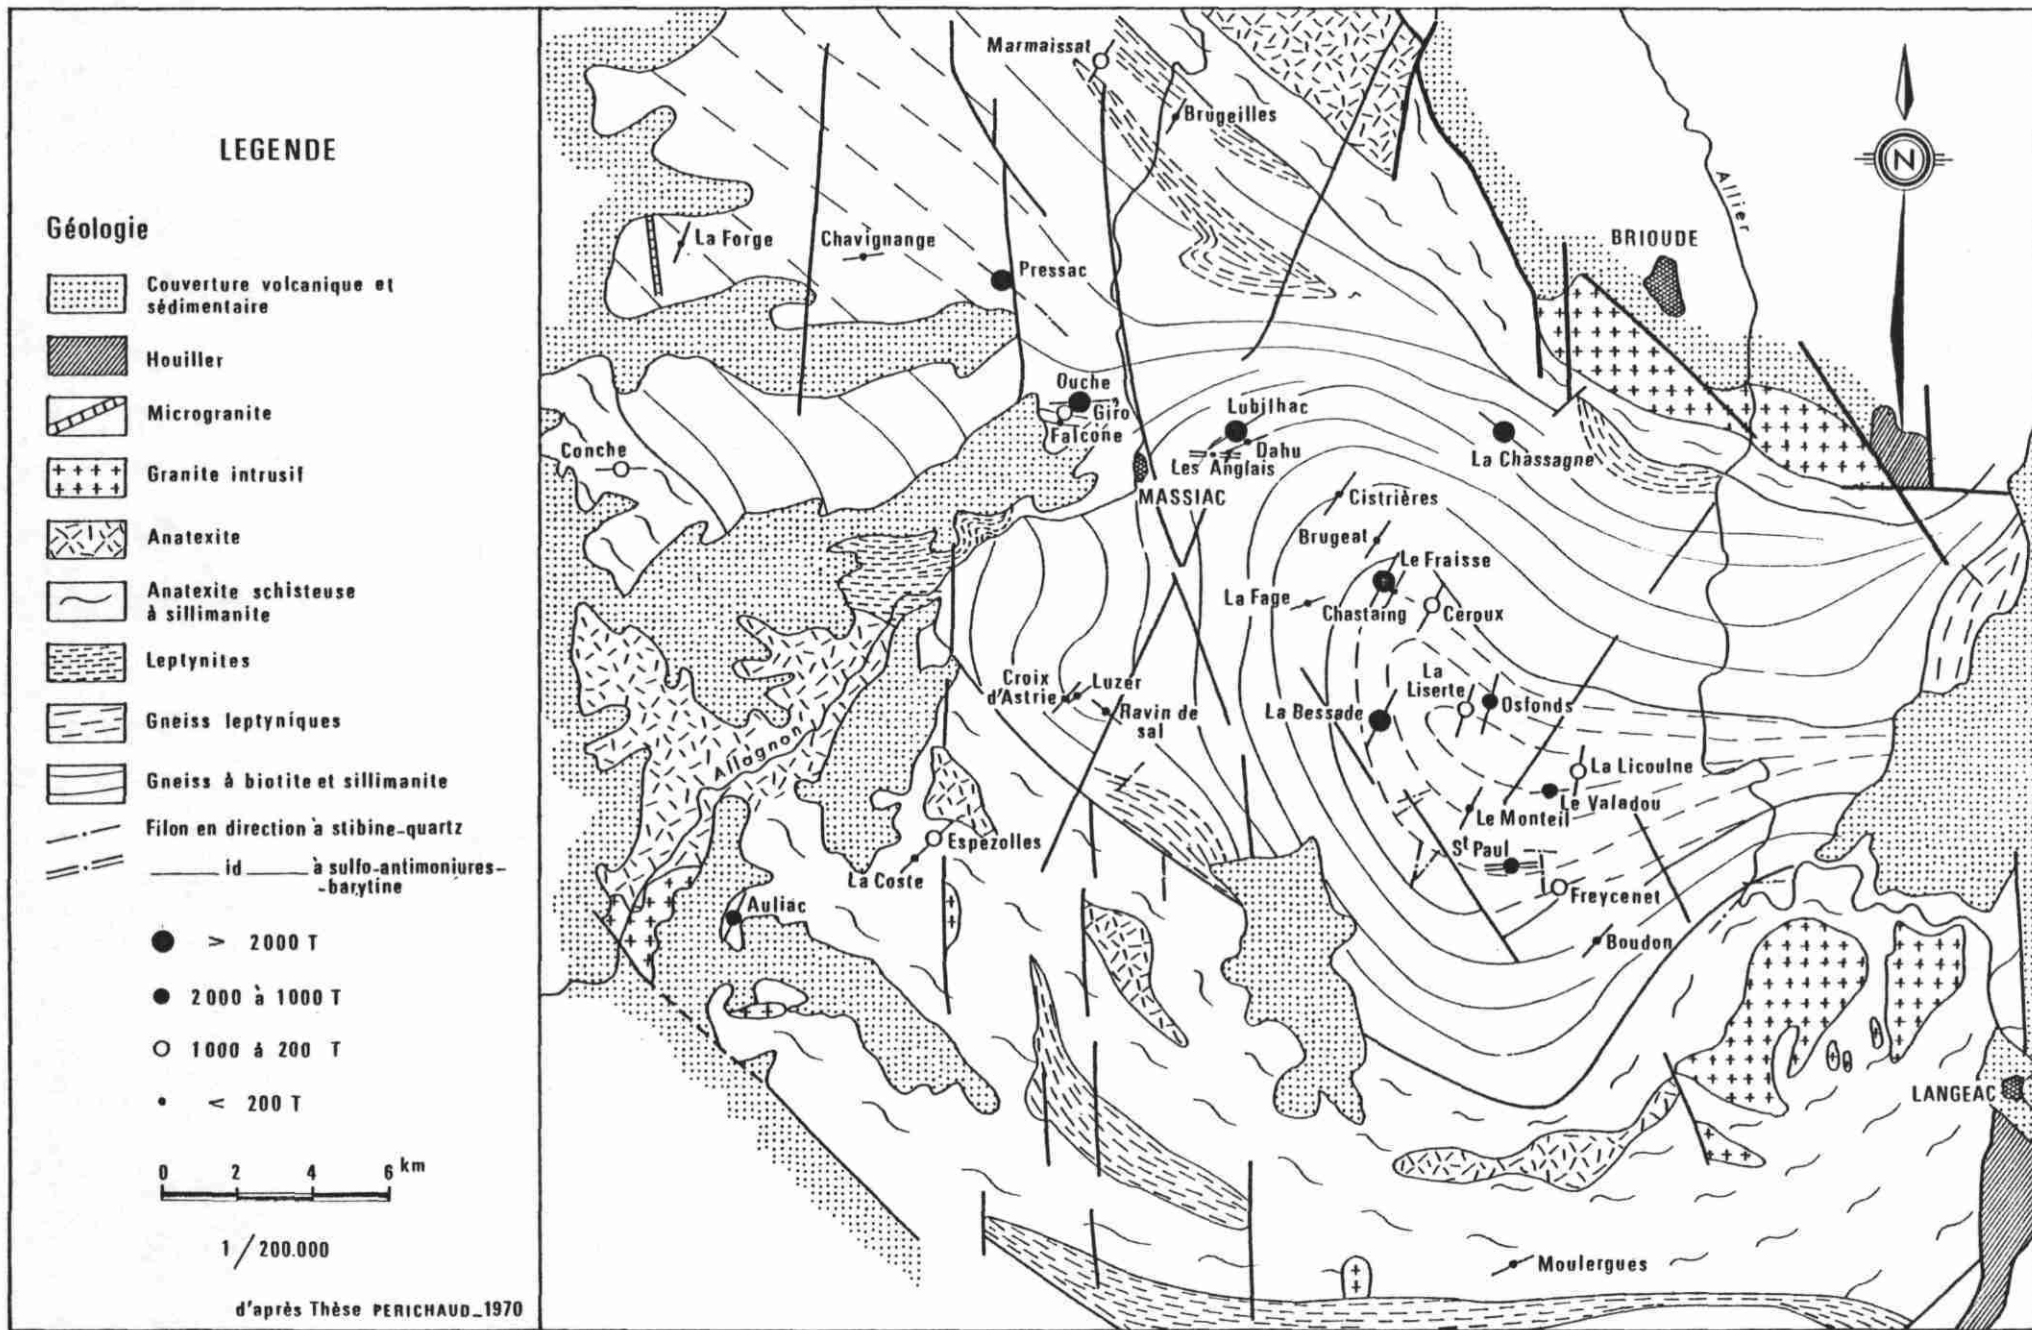 LEGENDE
Géologie
Couverture volcanique et
sédimentaire
Houiller
Microgranite
Granite intrusif
Anatexite
Anatexite schisteuse
à sillimanite
Leptynites
Gneiss leptyniques
Gneiss à biotite et sillimanite
Filon en direction à stibine-quartz
id à sulfo-antimoniures-
-barytine
> 2000 T
2000 à 1000 T
1000 à 200 T
< 200 T
0 2 4 6 km
1/200.000
d'après Thèse PERICHAUD_1970
Marmaissat
Brugeilles
Allier
N
BRIOUDE
La Forge
Chavignange
Pressac
Ouche
Giro
Falcone
Conche
Lubilhac
Dahu
Les Anglais
La Chassagne
MASSIAC
Cistrières
Brugeat
Le Fraisse
La Fage
Chastaing
Céroux
Croix
d'Astrie
Luzer
Ravin de
sal
La
Liserte
Osfonds
La Bessade
Allagnon
La Licoulne
Le Valadou
Le Monteil
St Paul
Freycenet
Espezolles
La Coste
Auliac
Boudon
LANGEAC
Moulergues